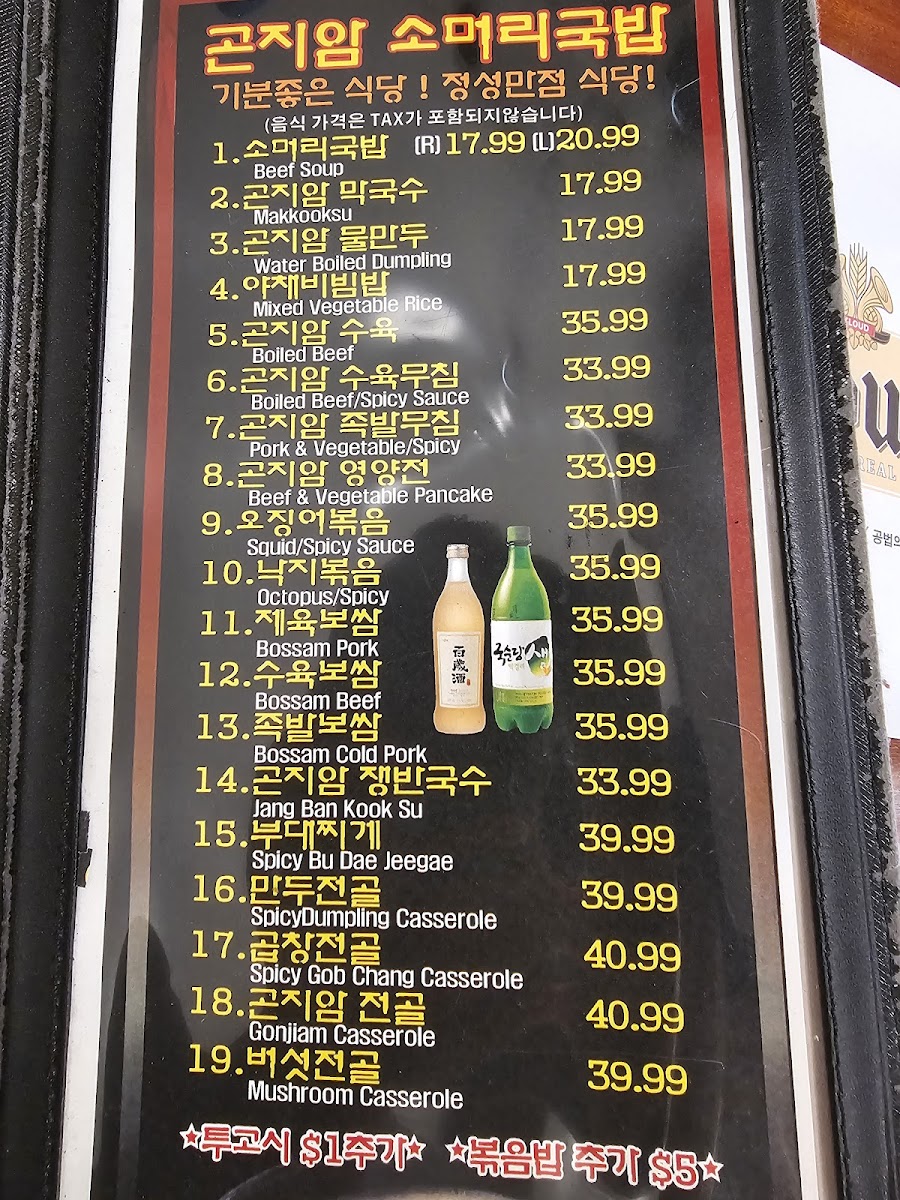 곤지암 소머리국밥
기분좋은 식당 ! 정성만점 식당!
(음식 가격은 TAX가 포함되지않습니다)
1.소머리국밥 (R)17.99 (L)20.99
Beef Soup
2.곤지암 막국수 17.99
Makkooksu
3.곤지암 물만두 17.99
Water Boiled Dumpling
4.야채비빔밥 17.99
Mixed Vegetable Rice
5.곤지암 수육 35.99
Boiled Beef
6.곤지암 수육무침 33.99
Boiled Beef/Spicy Sauce
7.곤지암 족발무침 33.99
Pork & Vegetable/Spicy
8.곤지암 영양전 33.99
Beef & Vegetable Pancake
9.오징어볶음 35.99
Squid/Spicy Sauce
10.낙지볶음 35.99
Octopus/Spicy
11.제육보쌈 35.99
Bossam Pork
12.수육보쌈 35.99
Bossam Beef
13.족발보쌈 35.99
Bossam Cold Pork
14.곤지암 쟁반국수 33.99
Jang Ban Kook Su
15.부대찌게 39.99
Spicy Bu Dae Jeegae
16.만두전골 39.99
SpicyDumpling Casserole
17.곱창전골 40.99
Spicy Gob Chang Casserole
18.곤지암 전골 40.99
Gonjiam Casserole
19.버섯전골 39.99
Mushroom Casserole
★투고시 $1추가★ ★볶음밥 추가 $5★
百歲酒
국순당
CLOUD
REAL
공법의